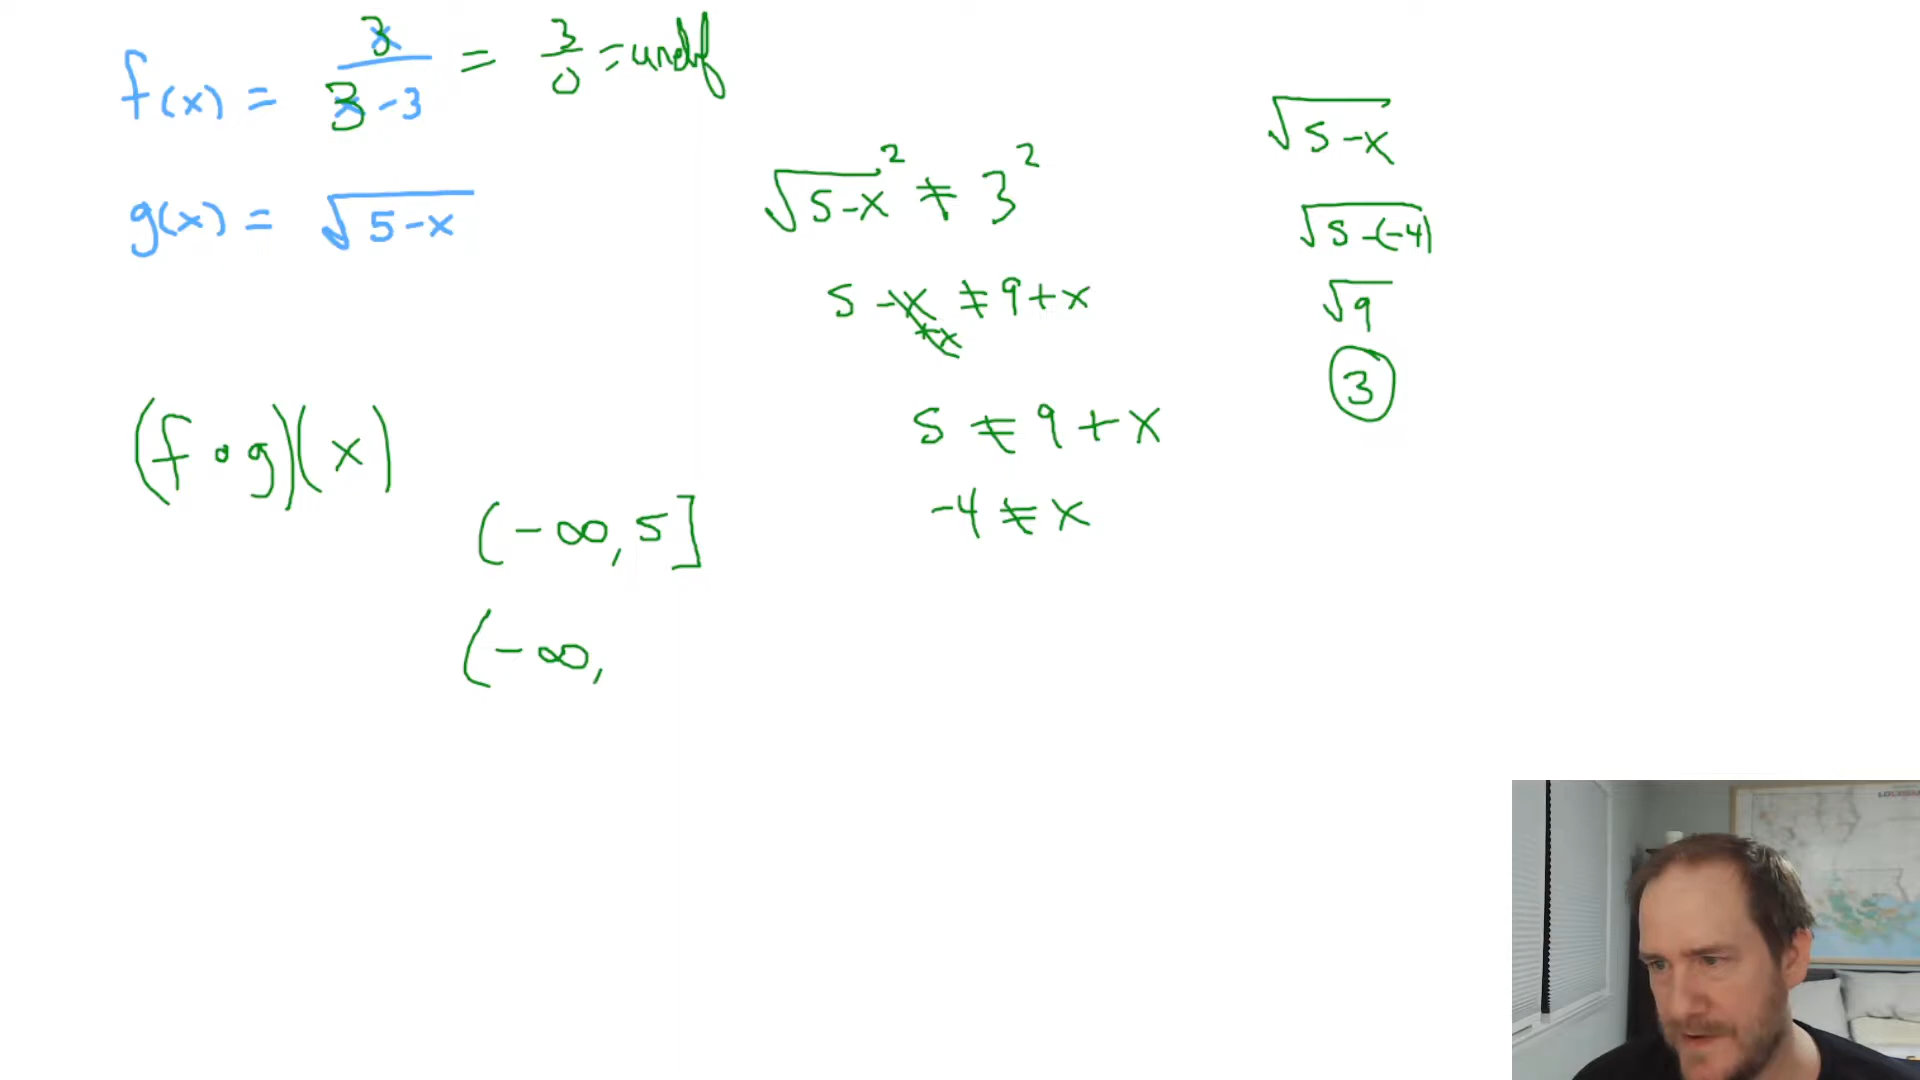 f(x) = x/(x-3) 3/3 = 3/0 = undf
g(x) = √(5-x)
(f∘g)(x)
(-∞, 5]
(-∞,
√(5-x)² ≠ 3²
5 -x ≠ 9 + x
+x
5 ≠ 9 + x
-4 ≠ x
√(5-x)
√(5-(-4))
√9
3